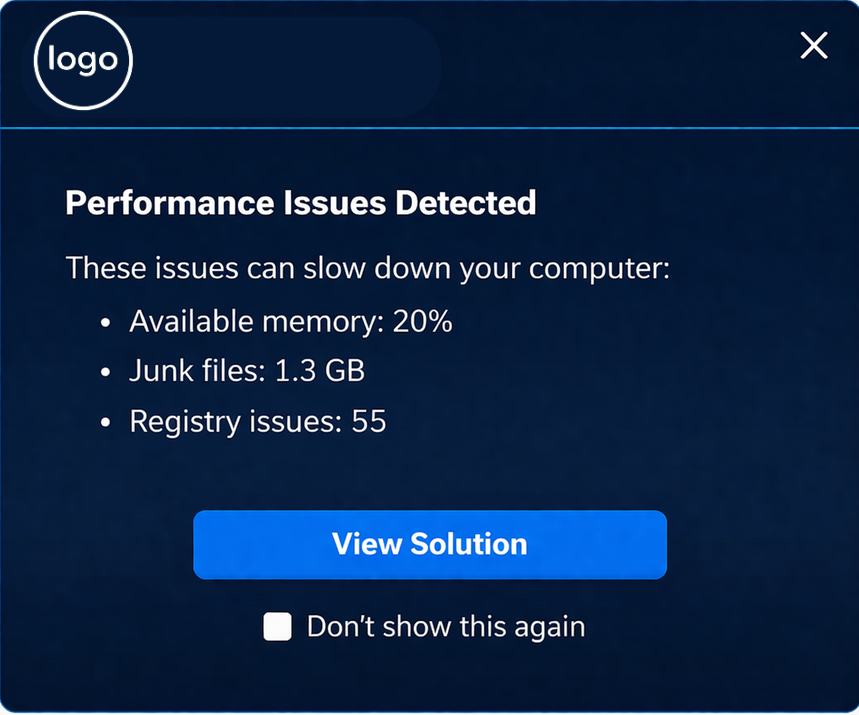 logo
Performance Issues Detected
These issues can slow down your computer:
• Available memory: 20%
• Junk files: 1.3 GB
• Registry issues: 55
View Solution
Don't show this again